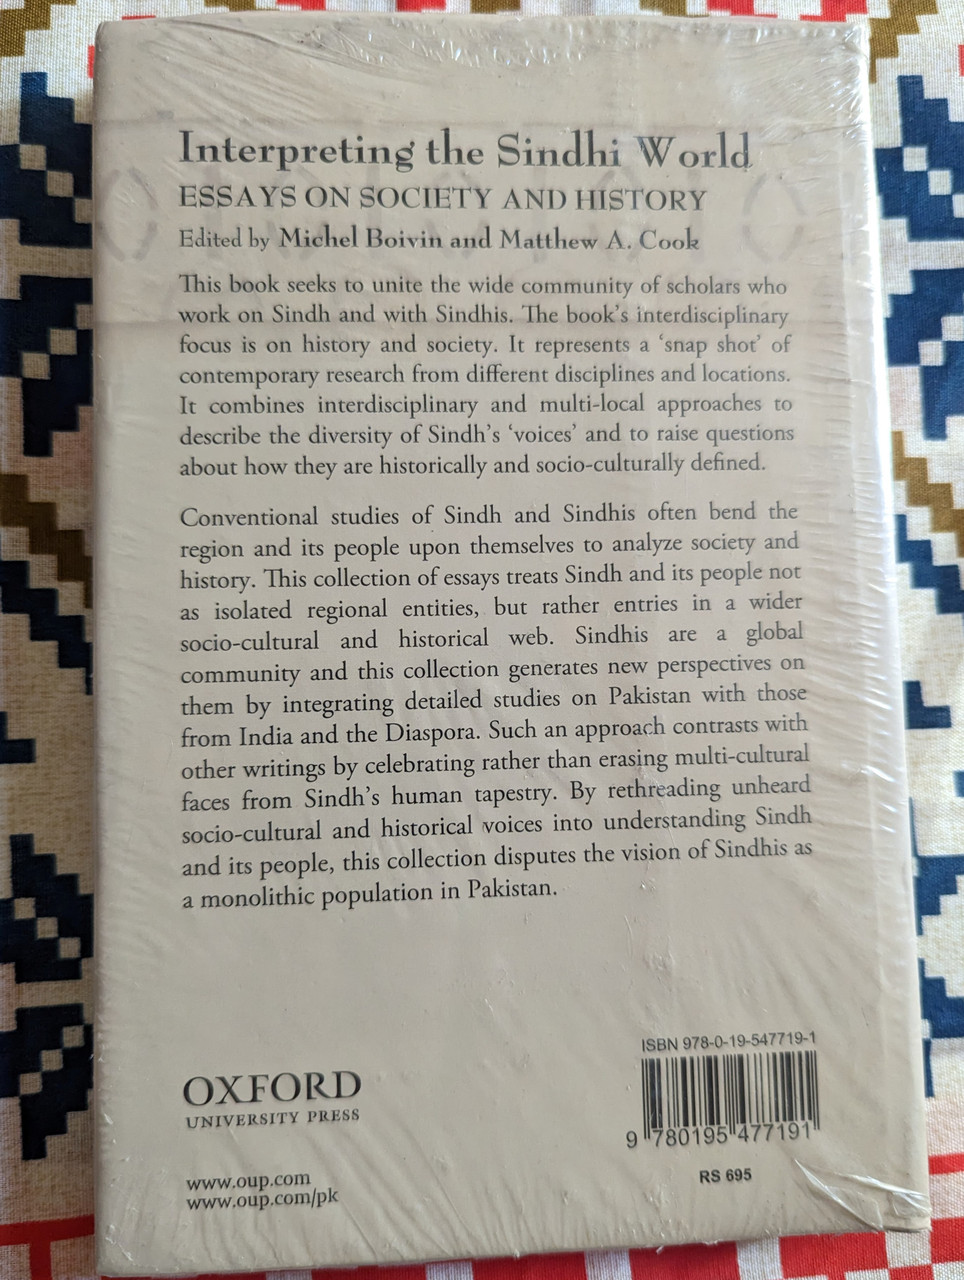 Interpreting the Sindhi World
ESSAYS ON SOCIETY AND HISTORY
Edited by Michel Boivin and Matthew A. Cook
This book seeks to unite the wide community of scholars who
work on Sindh and with Sindhis. The book's interdisciplinary
focus is on history and society. It represents a ‘snap shot’ of
contemporary research from different disciplines and locations.
It combines interdisciplinary and multi-local approaches to
describe the diversity of Sindh's ‘voices’ and to raise questions
about how they are historically and socio-culturally defined.
Conventional studies of Sindh and Sindhis often bend the
region and its people upon themselves to analyze society and
history. This collection of essays treats Sindh and its people not
as isolated regional entities, but rather entries in a wider
socio-cultural and historical web. Sindhis are a global
community and this collection generates new perspectives on
them by integrating detailed studies on Pakistan with those
from India and the Diaspora. Such an approach contrasts with
other writings by celebrating rather than erasing multi-cultural
faces from Sindh's human tapestry. By rethreading unheard
socio-cultural and historical voices into understanding Sindh
and its people, this collection disputes the vision of Sindhis as
a monolithic population in Pakistan.
ISBN 978-0-19-547719-1
OXFORD
UNIVERSITY PRESS
9 780195 477191
RS 695
www.oup.com
www.oup.com/pk